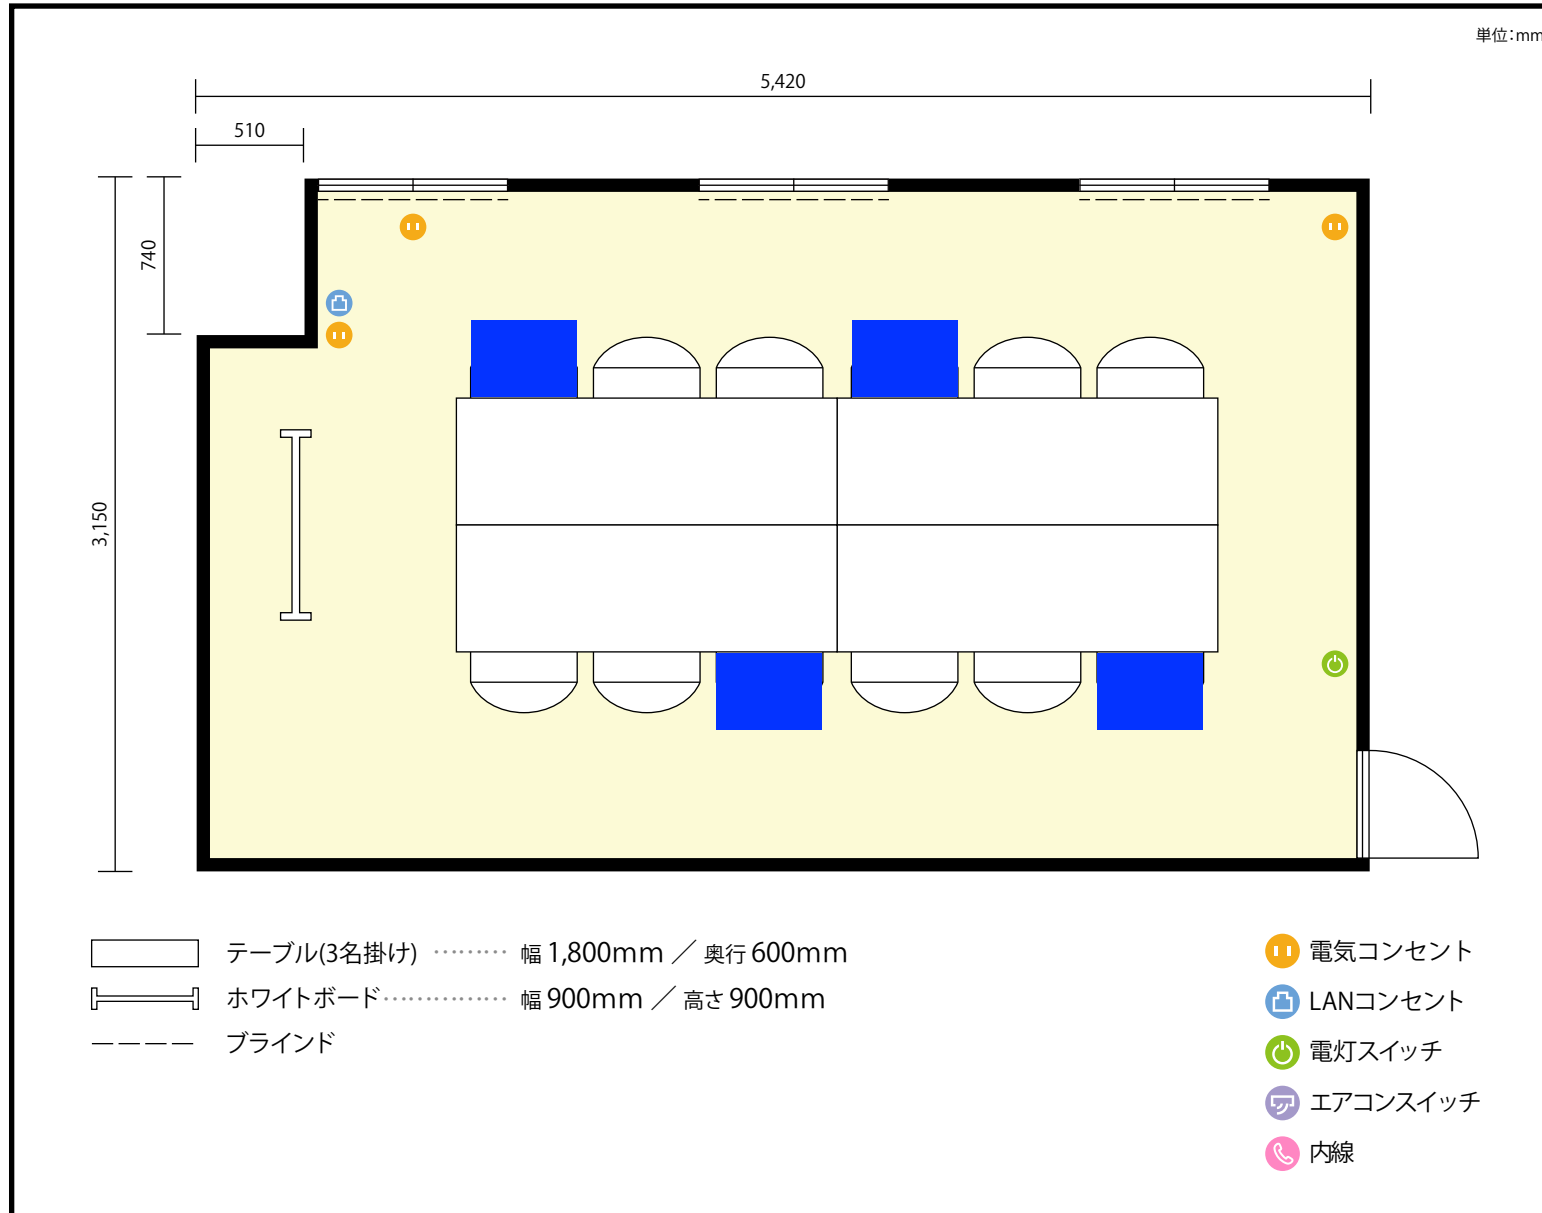 単位：mm
5,420
510
740
3,150
テーブル(3名掛け) ……… 幅 1,800mm ／ 奥行 600mm
ホワイトボード …………… 幅 900mm ／ 高さ 900mm
ブラインド
電気コンセント
LANコンセント
電灯スイッチ
エアコンスイッチ
内線